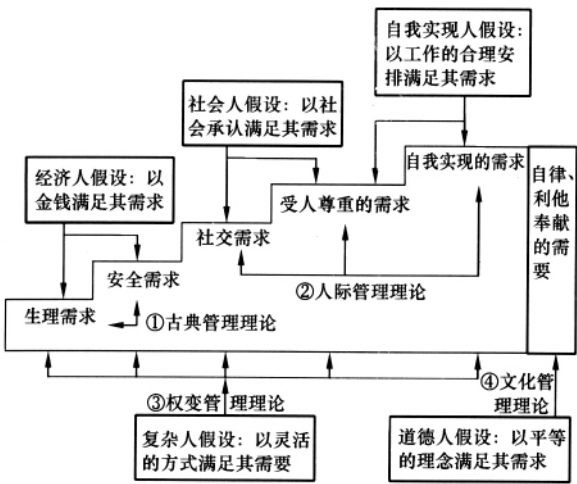 自我实现人假设：
以工作的合理安
排满足其需求
社会人假设：以社
会承认满足其需求
经济人假设：以
金钱满足其需求
自我实现的需求
受人尊重的需求
社交需求
安全需求
生理需求
自律、
利他
奉献
的需
要
②人际管理理论
①古典管理理论
③权变管理理论
④文化管
理理论
复杂人假设：以灵活
的方式满足其需要
道德人假设：以平等
的理念满足其需求